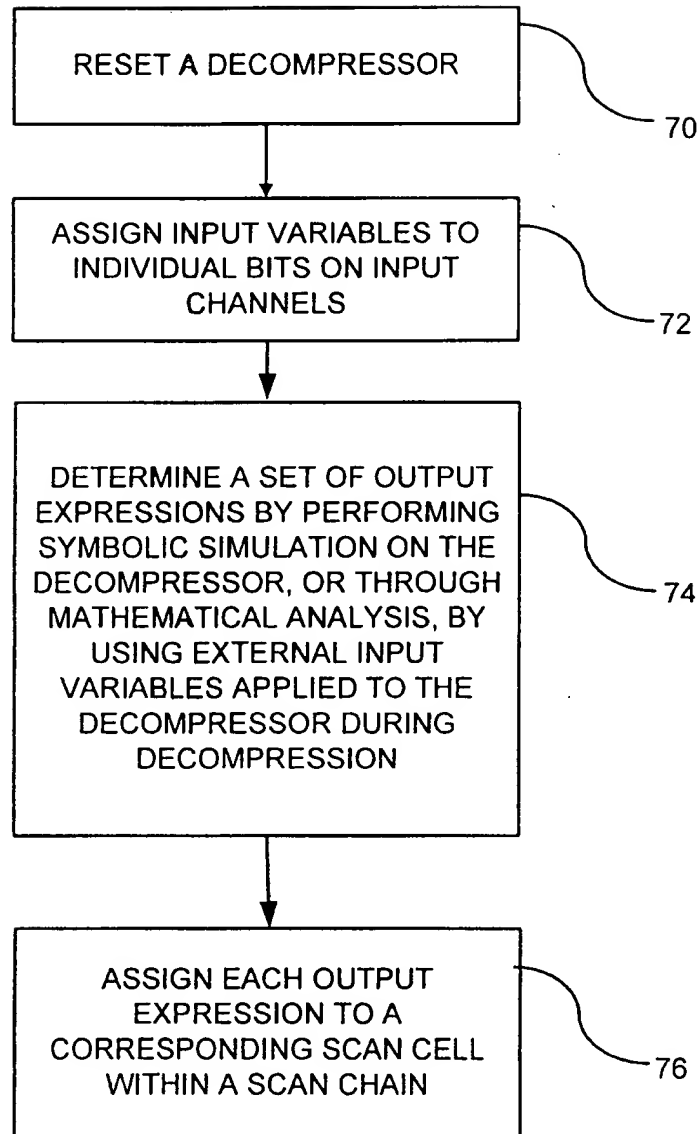 RESET A DECOMPRESSOR
70
ASSIGN INPUT VARIABLES TO
INDIVIDUAL BITS ON INPUT
CHANNELS
72
DETERMINE A SET OF OUTPUT
EXPRESSIONS BY PERFORMING
SYMBOLIC SIMULATION ON THE
DECOMPRESSOR, OR THROUGH
MATHEMATICAL ANALYSIS, BY
USING EXTERNAL INPUT
VARIABLES APPLIED TO THE
DECOMPRESSOR DURING
DECOMPRESSION
74
ASSIGN EACH OUTPUT
EXPRESSION TO A
CORRESPONDING SCAN CELL
WITHIN A SCAN CHAIN
76